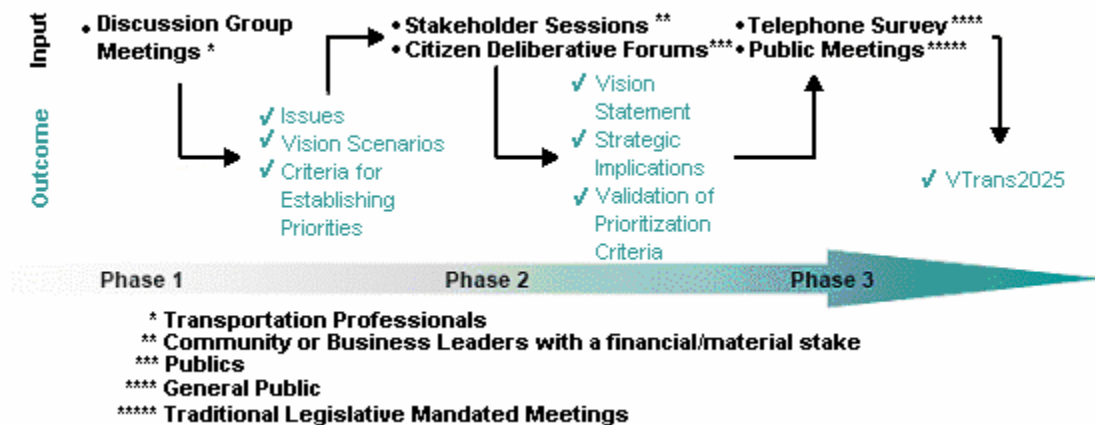 Input
• Discussion Group
Meetings *
• Stakeholder Sessions **
• Citizen Deliberative Forums***
• Telephone Survey****
• Public Meetings*****
Outcome
✓ Issues
✓ Vision Scenarios
✓ Criteria for
Establishing
Priorities
✓ Vision
Statement
✓ Strategic
Implications
✓ Validation of
Prioritization
Criteria
✓ VTrans2025
Phase 1
Phase 2
Phase 3
* Transportation Professionals
** Community or Business Leaders with a financial/material stake
*** Publics
**** General Public
***** Traditional Legislative Mandated Meetings